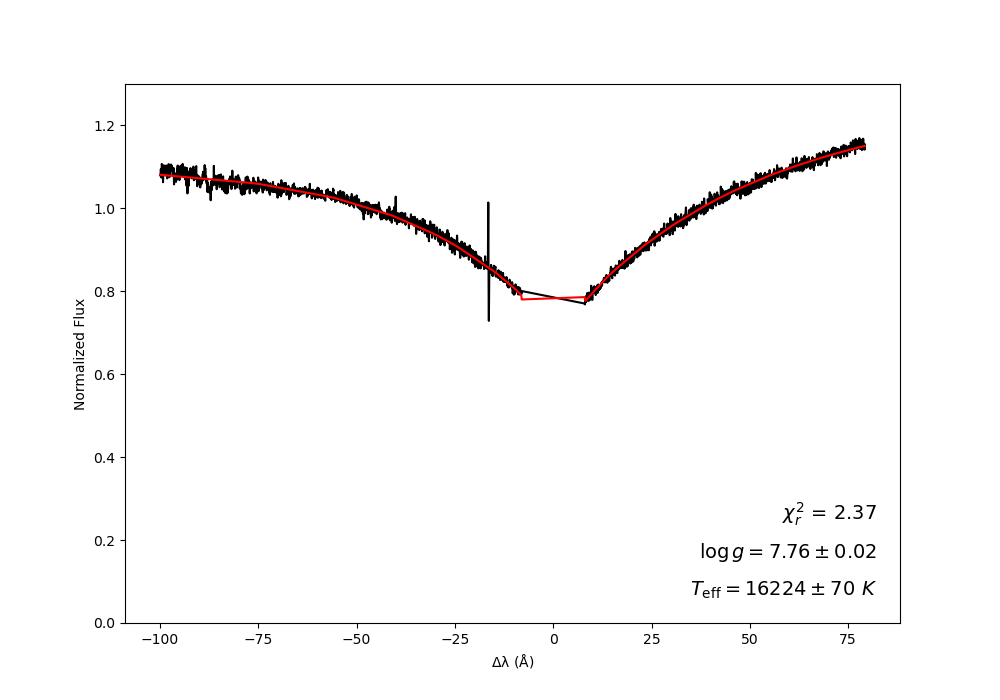 1.2
1.0
0.8
0.6
0.4
0.2
0.0
Normalized Flux
χ²ᵣ = 2.37
log g = 7.76 ± 0.02
T_eff = 16224 ± 70 K
−100 −75 −50 −25 0 25 50 75
Δλ (Å)